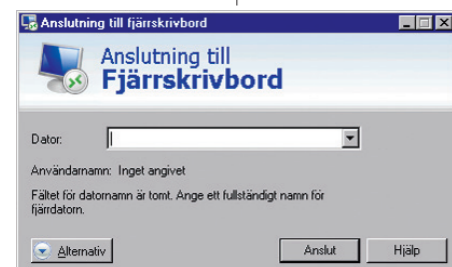 Anslutning till fjärrskrivbord
Anslutning till
Fjärrskrivbord
Dator:
Användarnamn: Inget angivet
Fältet för datornamn är tomt. Ange ett fullständigt namn för
fjärdatorn.
Alternativ
Anslut
Hjälp